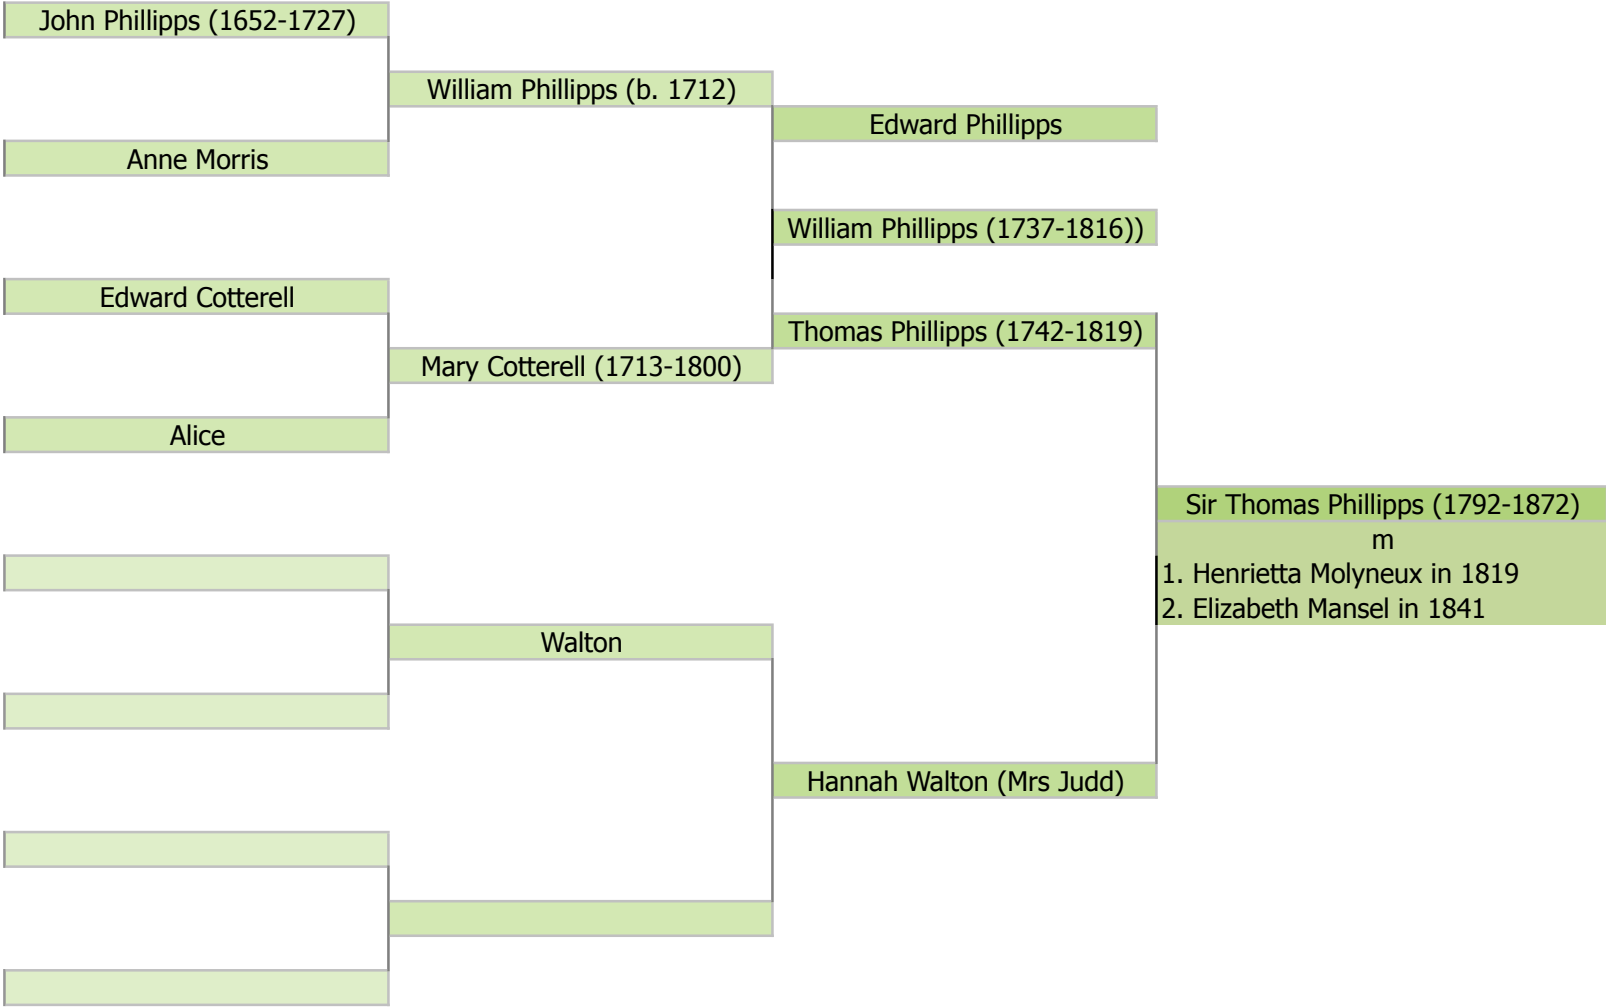 John Phillipps (1652-1727)
William Phillipps (b. 1712)
Edward Phillipps
Anne Morris
William Phillipps (1737-1816))
Edward Cotterell
Thomas Phillipps (1742-1819)
Mary Cotterell (1713-1800)
Alice
Sir Thomas Phillipps (1792-1872)
m
1. Henrietta Molyneux in 1819
2. Elizabeth Mansel in 1841
Walton
Hannah Walton (Mrs Judd)